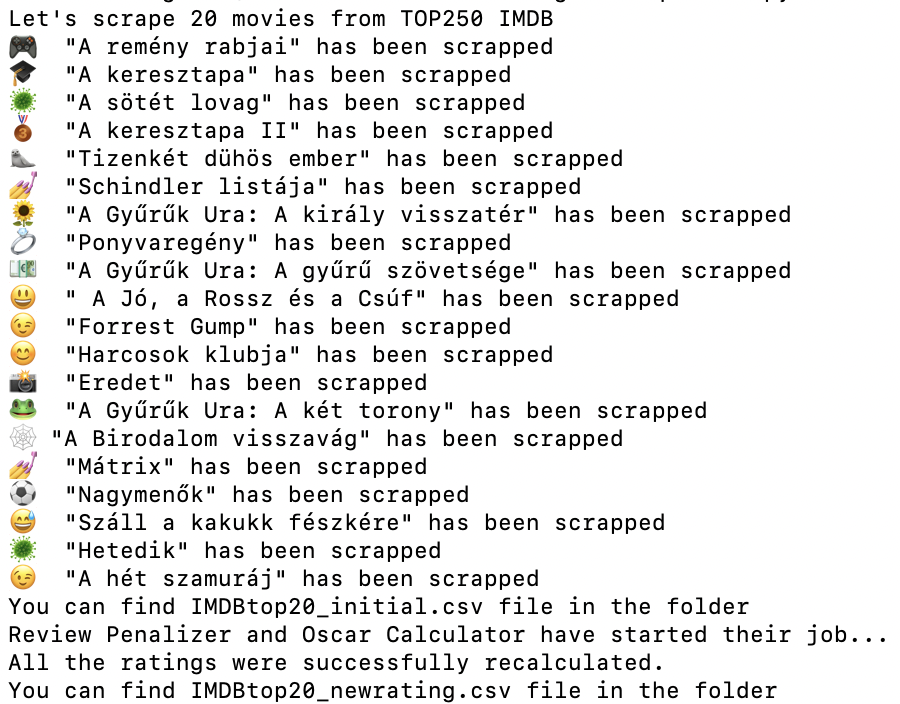 Let's scrape 20 movies from TOP250 IMDB
🎮 "A remény rabjai" has been scrapped
🎓 "A keresztapa" has been scrapped
🦠 "A sötét lovag" has been scrapped
🥉 "A keresztapa II" has been scrapped
🦭 "Tizenkét dühös ember" has been scrapped
💅 "Schindler listája" has been scrapped
🌻 "A Gyűrűk Ura: A király visszatér" has been scrapped
💍 "Ponyvaregény" has been scrapped
💶 "A Gyűrűk Ura: A gyűrű szövetsége" has been scrapped
😃 " A Jó, a Rossz és a Csúf" has been scrapped
😉 "Forrest Gump" has been scrapped
😊 "Harcosok klubja" has been scrapped
📸 "Eredet" has been scrapped
🐸 "A Gyűrűk Ura: A két torony" has been scrapped
🕸 "A Birodalom visszavág" has been scrapped
💅 "Mátrix" has been scrapped
⚽ "Nagymenők" has been scrapped
😅 "Száll a kakukk fészkére" has been scrapped
🦠 "Hetedik" has been scrapped
😉 "A hét szamuráj" has been scrapped
You can find IMDBtop20_initial.csv file in the folder
Review Penalizer and Oscar Calculator have started their job...
All the ratings were successfully recalculated.
You can find IMDBtop20_newrating.csv file in the folder